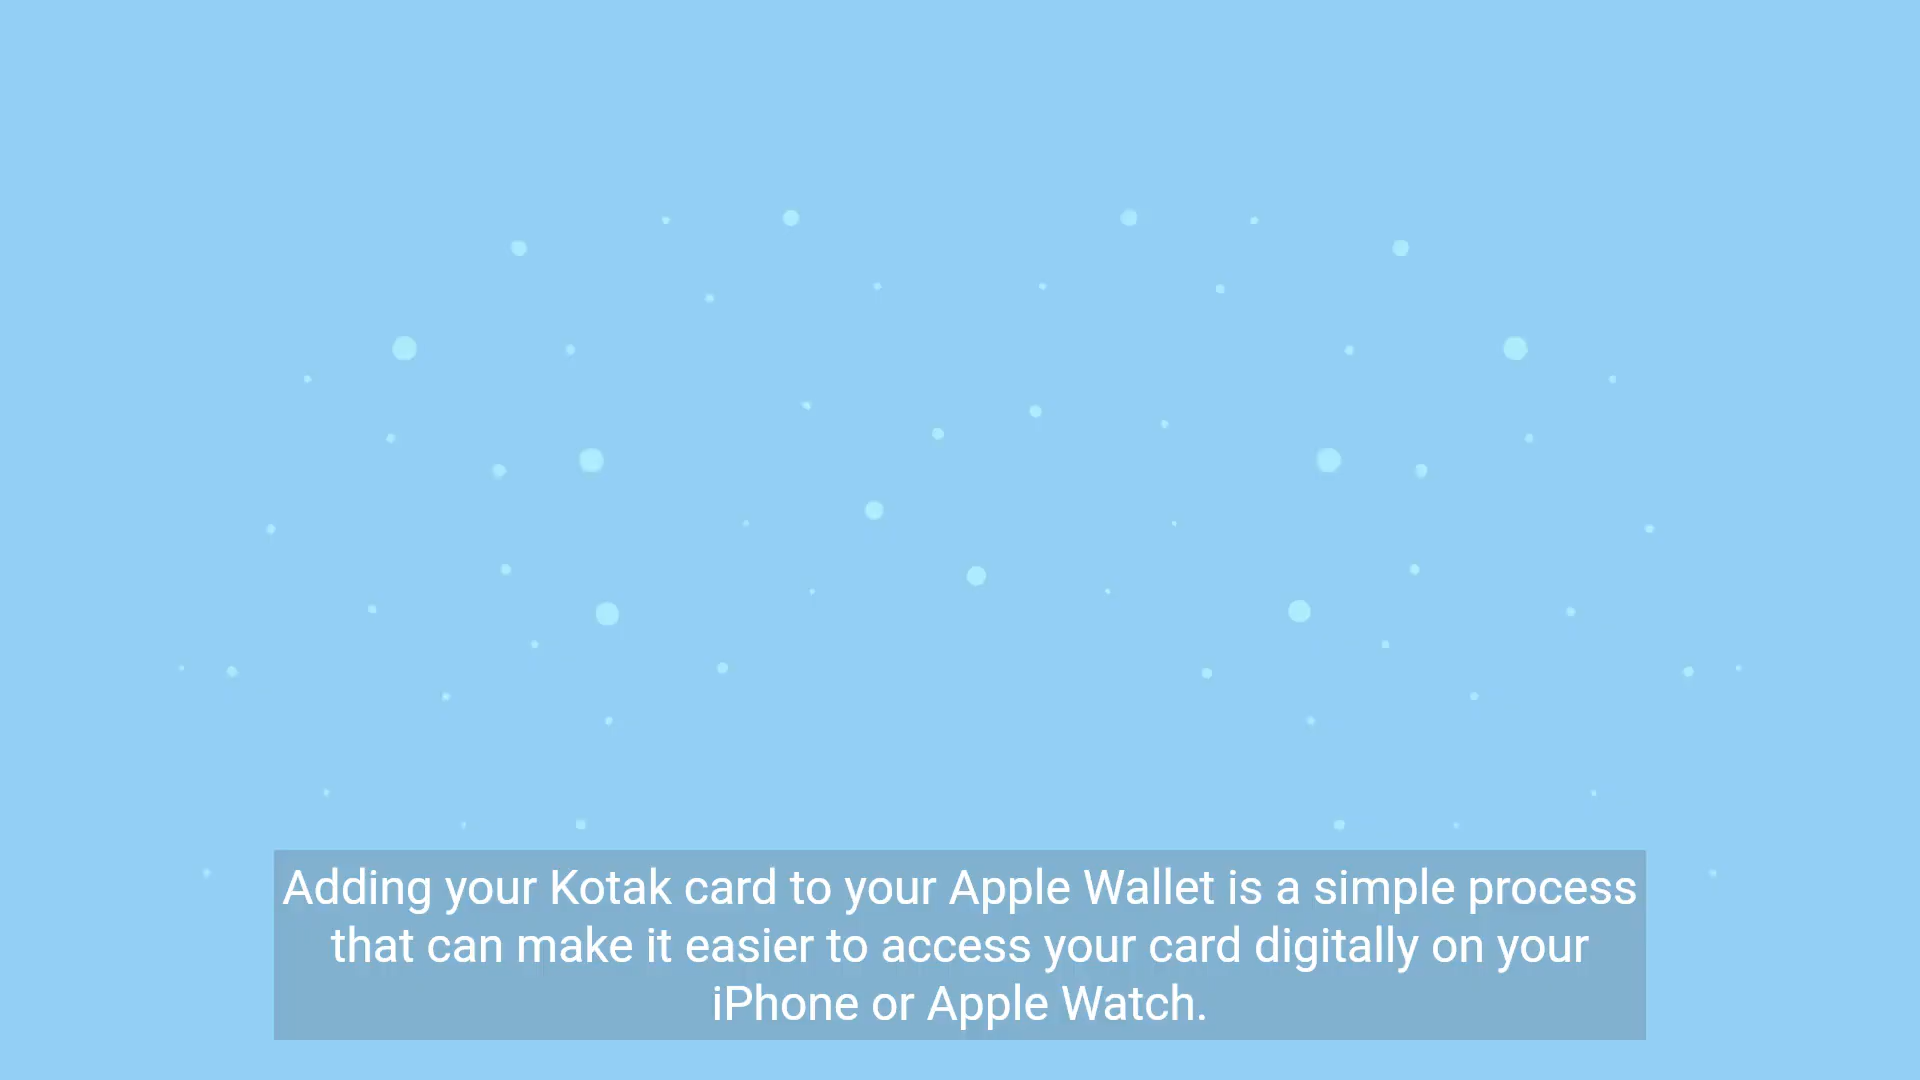 Adding your Kotak card to your Apple Wallet is a simple process
that can make it easier to access your card digitally on your
iPhone or Apple Watch.